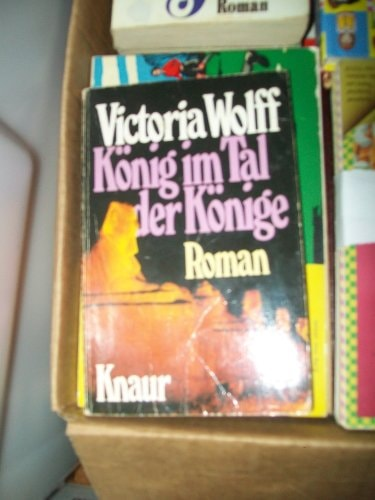 Roman
Victoria Wolff
König im Tal
der Könige
Roman
Knaur